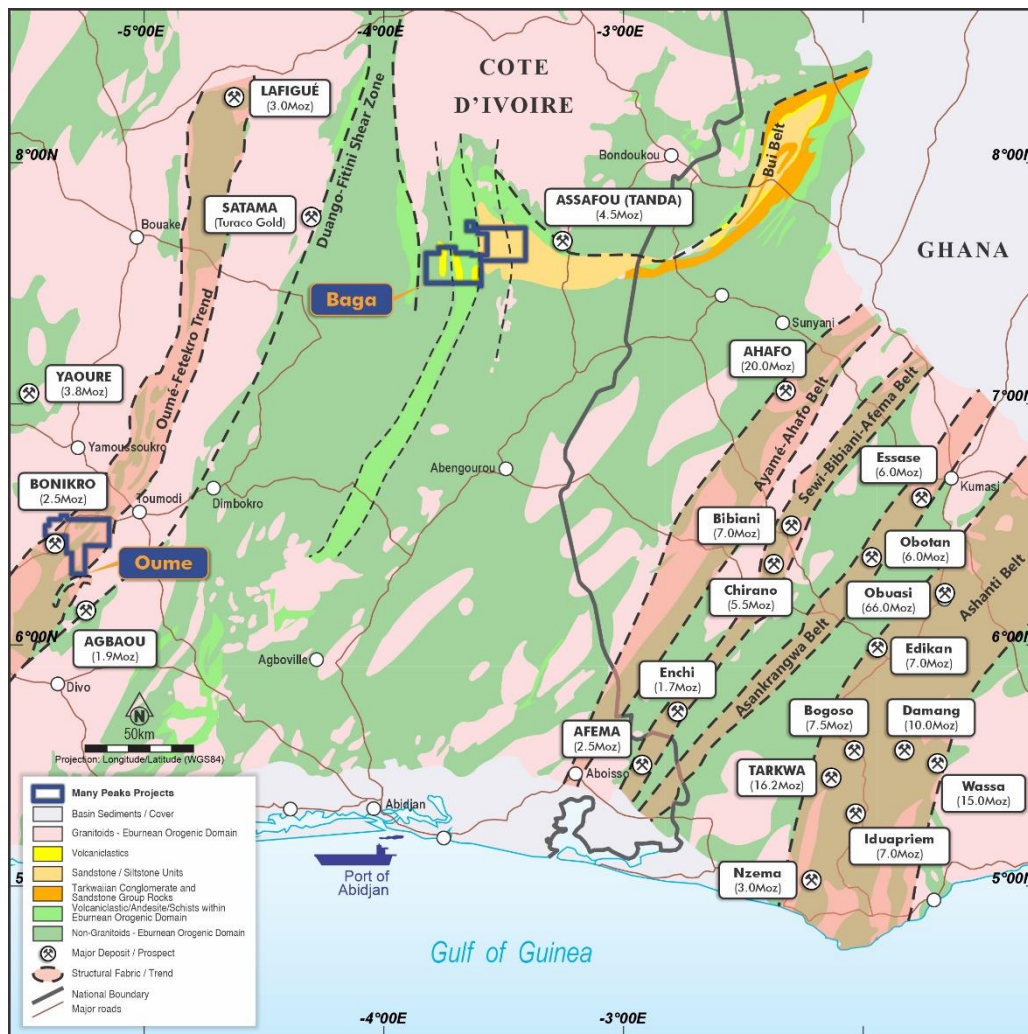 -5°00E
-4°00E
-3°00E
COTE
D'IVOIRE
LAFIGUÉ
(3.0Moz)
8°00N
8°00N
Duango-Fitini Shear Zone
Bondoukou
Bui Belt
SATAMA
(Turaco Gold)
ASSAFOU (TANDA)
(4.5Moz)
Bouake
GHANA
Baga
Sunyani
Oumé-Fetekro Trend
AHAFO
(20.0Moz)
YAOURE
(3.8Moz)
7°00N
Ayamé-Ahafo Belt
Sewi-Bibiani-Afema Belt
Yamoussokro
Abengourou
Essase
(6.0Moz)
Kumasi
BONIKRO
(2.5Moz)
Toumodi
Dimbokro
Bibiani
(7.0Moz)
Obotan
(6.0Moz)
Oume
Chirano
(5.5Moz)
Obuasi
(66.0Moz)
Ashanti Belt
AGBAOU
(1.9Moz)
6°00N
6°00N
Agboville
Asankrangwa Belt
Edikan
(7.0Moz)
Divo
Enchi
(1.7Moz)
N
50km
Projection: Longitude/Latitude (WGS84)
AFEMA
(2.5Moz)
Bogoso
(7.5Moz)
Damang
(10.0Moz)
Aboisso
TARKWA
(16.2Moz)
Wassa
(15.0Moz)
Abidjan
Iduapriem
(7.0Moz)
Port of
Abidjan
Nzema
(3.0Moz)
5°00N
Gulf of Guinea
Many Peaks Projects
Basin Sediments / Cover
Granitoids - Eburnean Orogenic Domain
Volcaniclastics
Sandstone / Siltstone Units
Tarkwaiian Conglomerate and
Sandstone Group Rocks
Volcaniclastic/Andesite/Schists within
Eburnean Orogenic Domain
Non-Granitoids - Eburnean Orogenic Domain
Major Deposit / Prospect
Structural Fabric / Trend
National Boundary
Major roads
-4°00E
-3°00E